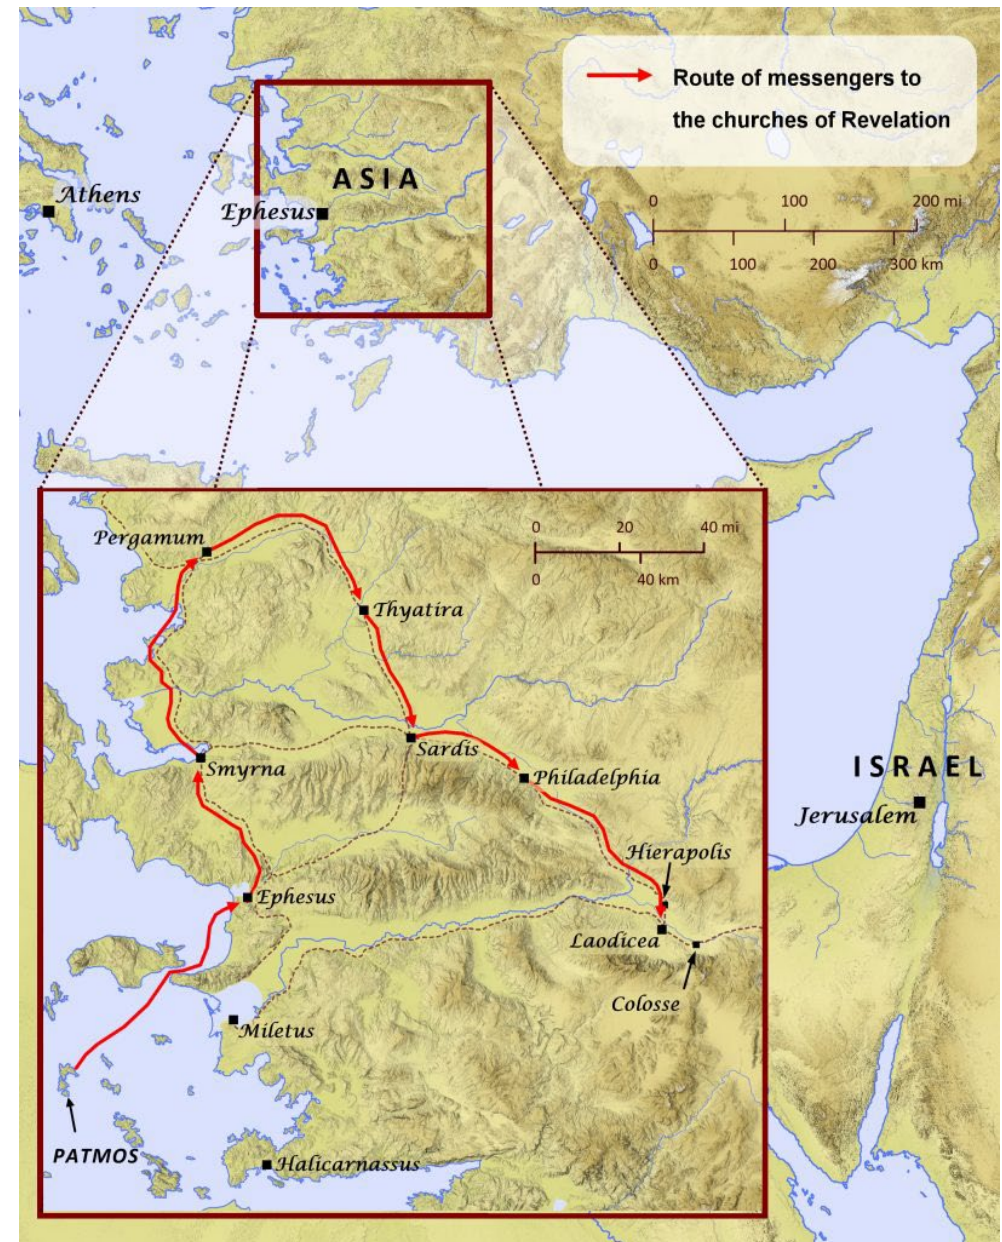 Route of messengers to
the churches of Revelation
0 100 200 mi
0 100 200 300 km
Athens
ASIA
Ephesus
0 20 40 mi
0 40 km
Pergamum
Thyatira
Smyrna
Sardis
Philadelphia
Hierapolis
Ephesus
Laodicea
Colosse
Miletus
PATMOS
Halicarnassus
ISRAEL
Jerusalem